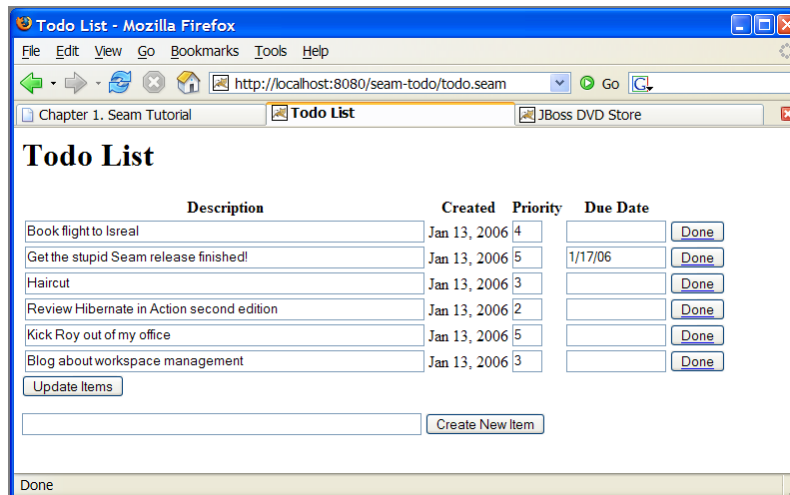 Todo List - Mozilla Firefox
File Edit View Go Bookmarks Tools Help
http://localhost:8080/seam-todo/todo.seam Go G
Chapter 1. Seam Tutorial Todo List JBoss DVD Store
Todo List
Description Created Priority Due Date
Book flight to Isreal Jan 13, 2006 4 Done
Get the stupid Seam release finished! Jan 13, 2006 5 1/17/06 Done
Haircut Jan 13, 2006 3 Done
Review Hibernate in Action second edition Jan 13, 2006 2 Done
Kick Roy out of my office Jan 13, 2006 5 Done
Blog about workspace management Jan 13, 2006 3 Done
Update Items
Create New Item
Done